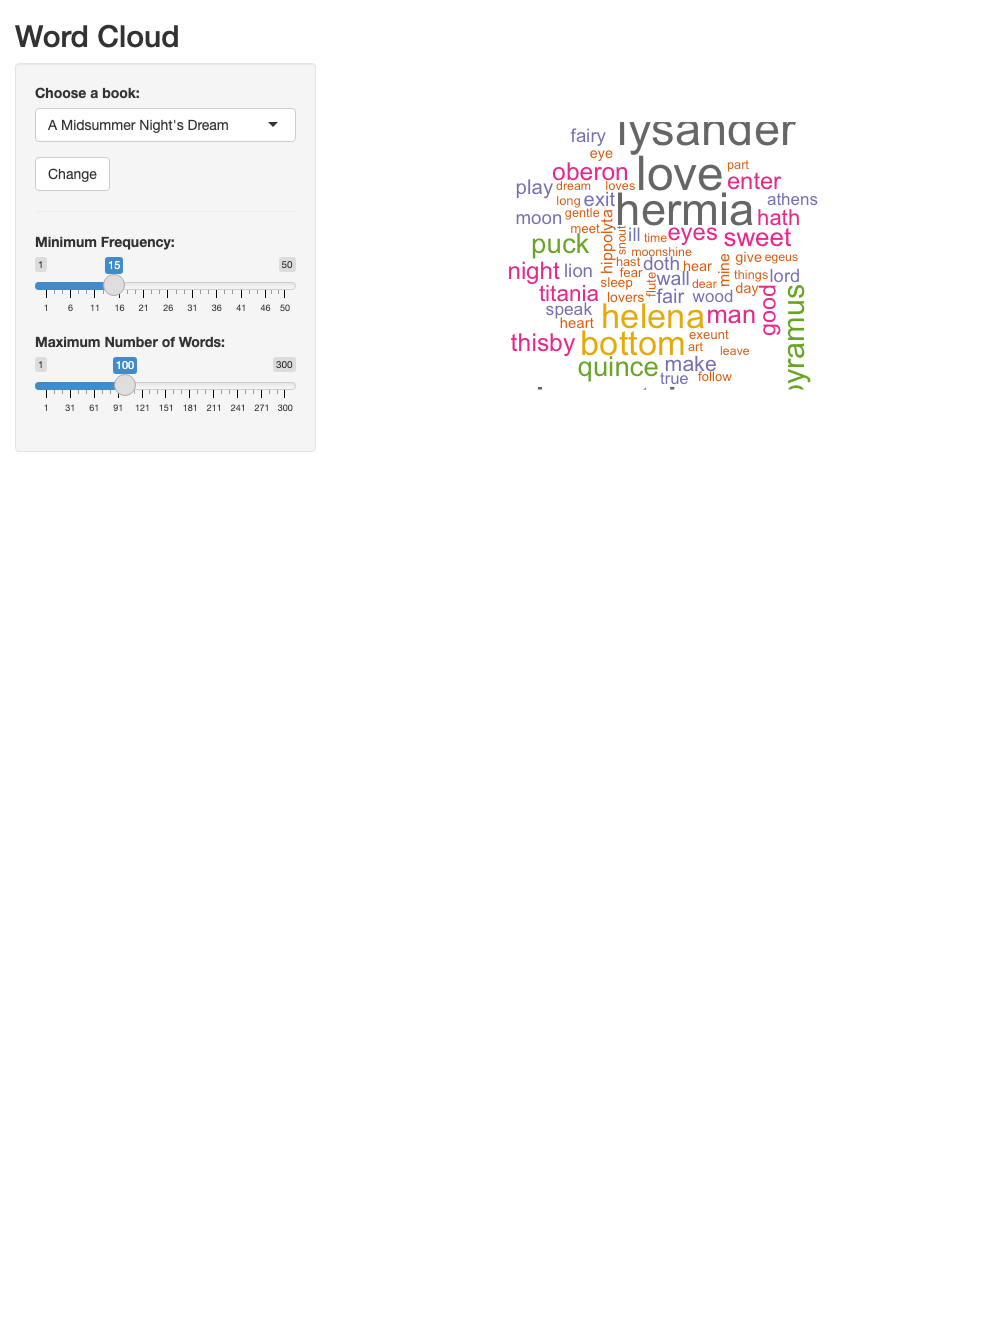 Word Cloud
Choose a book:
A Midsummer Night's Dream
Change
Minimum Frequency:
1 15 50
1 6 11 16 21 26 31 36 41 46 50
Maximum Number of Words:
1 100 300
1 31 61 91 121 151 181 211 241 271 300
lysander
fairy
eye
love
part
oberon
enter
play
dream
loves
long
exit
athens
hermia
moon
gentle
hath
meet
hippolyta
snout
ill
time
eyes
sweet
puck
moonshine
give
egeus
night
lion
hast
doth
hear
mine
fear
things
lord
sleep
flute
wall
dear
day
titania
lovers
fair
wood
good
pyramus
speak
heart
helena
man
thisby
bottom
exeunt
art
leave
quince
make
true
follow